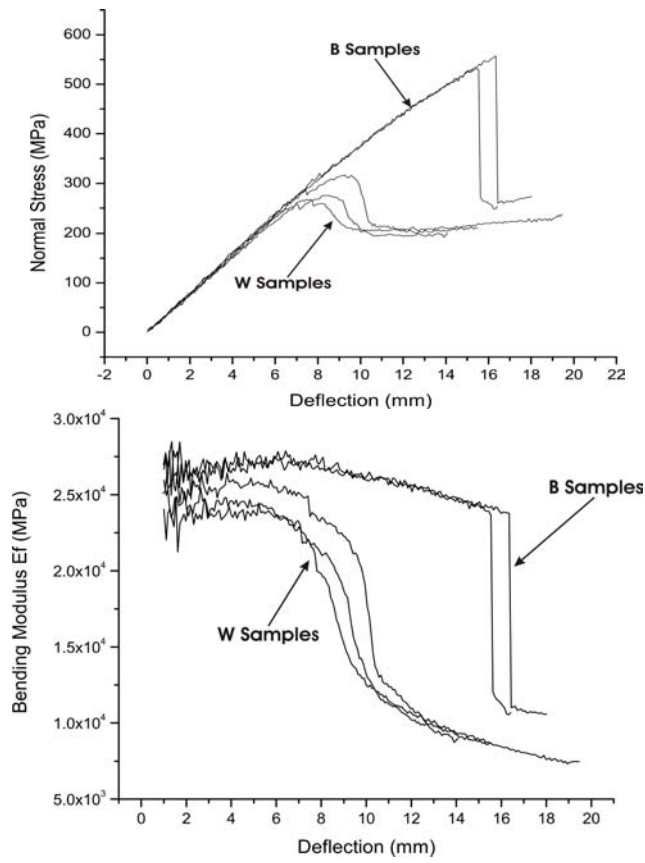 600
500
400
300
200
100
0
Normal Stress (MPa)
B Samples
W Samples
-2 0 2 4 6 8 10 12 14 16 18 20 22
Deflection (mm)
3.0x10⁴
2.5x10⁴
2.0x10⁴
1.5x10⁴
1.0x10⁴
5.0x10³
Bending Modulus Ef (MPa)
B Samples
W Samples
0 2 4 6 8 10 12 14 16 18 20
Deflection (mm)